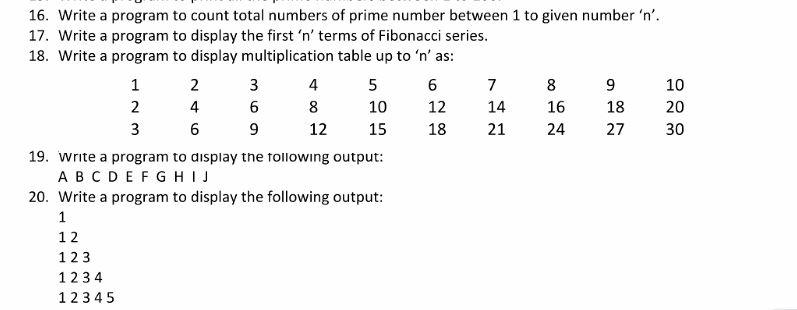 16. Write a program to count total numbers of prime number between 1 to given number ‘n’.
17. Write a program to display the first ‘n’ terms of Fibonacci series.
18. Write a program to display multiplication table up to ‘n’ as:
1 2 3 4 5 6 7 8 9 10
2 4 6 8 10 12 14 16 18 20
3 6 9 12 15 18 21 24 27 30
19. Write a program to display the following output:
A B C D E F G H I J
20. Write a program to display the following output:
1
1 2
1 2 3
1 2 3 4
1 2 3 4 5